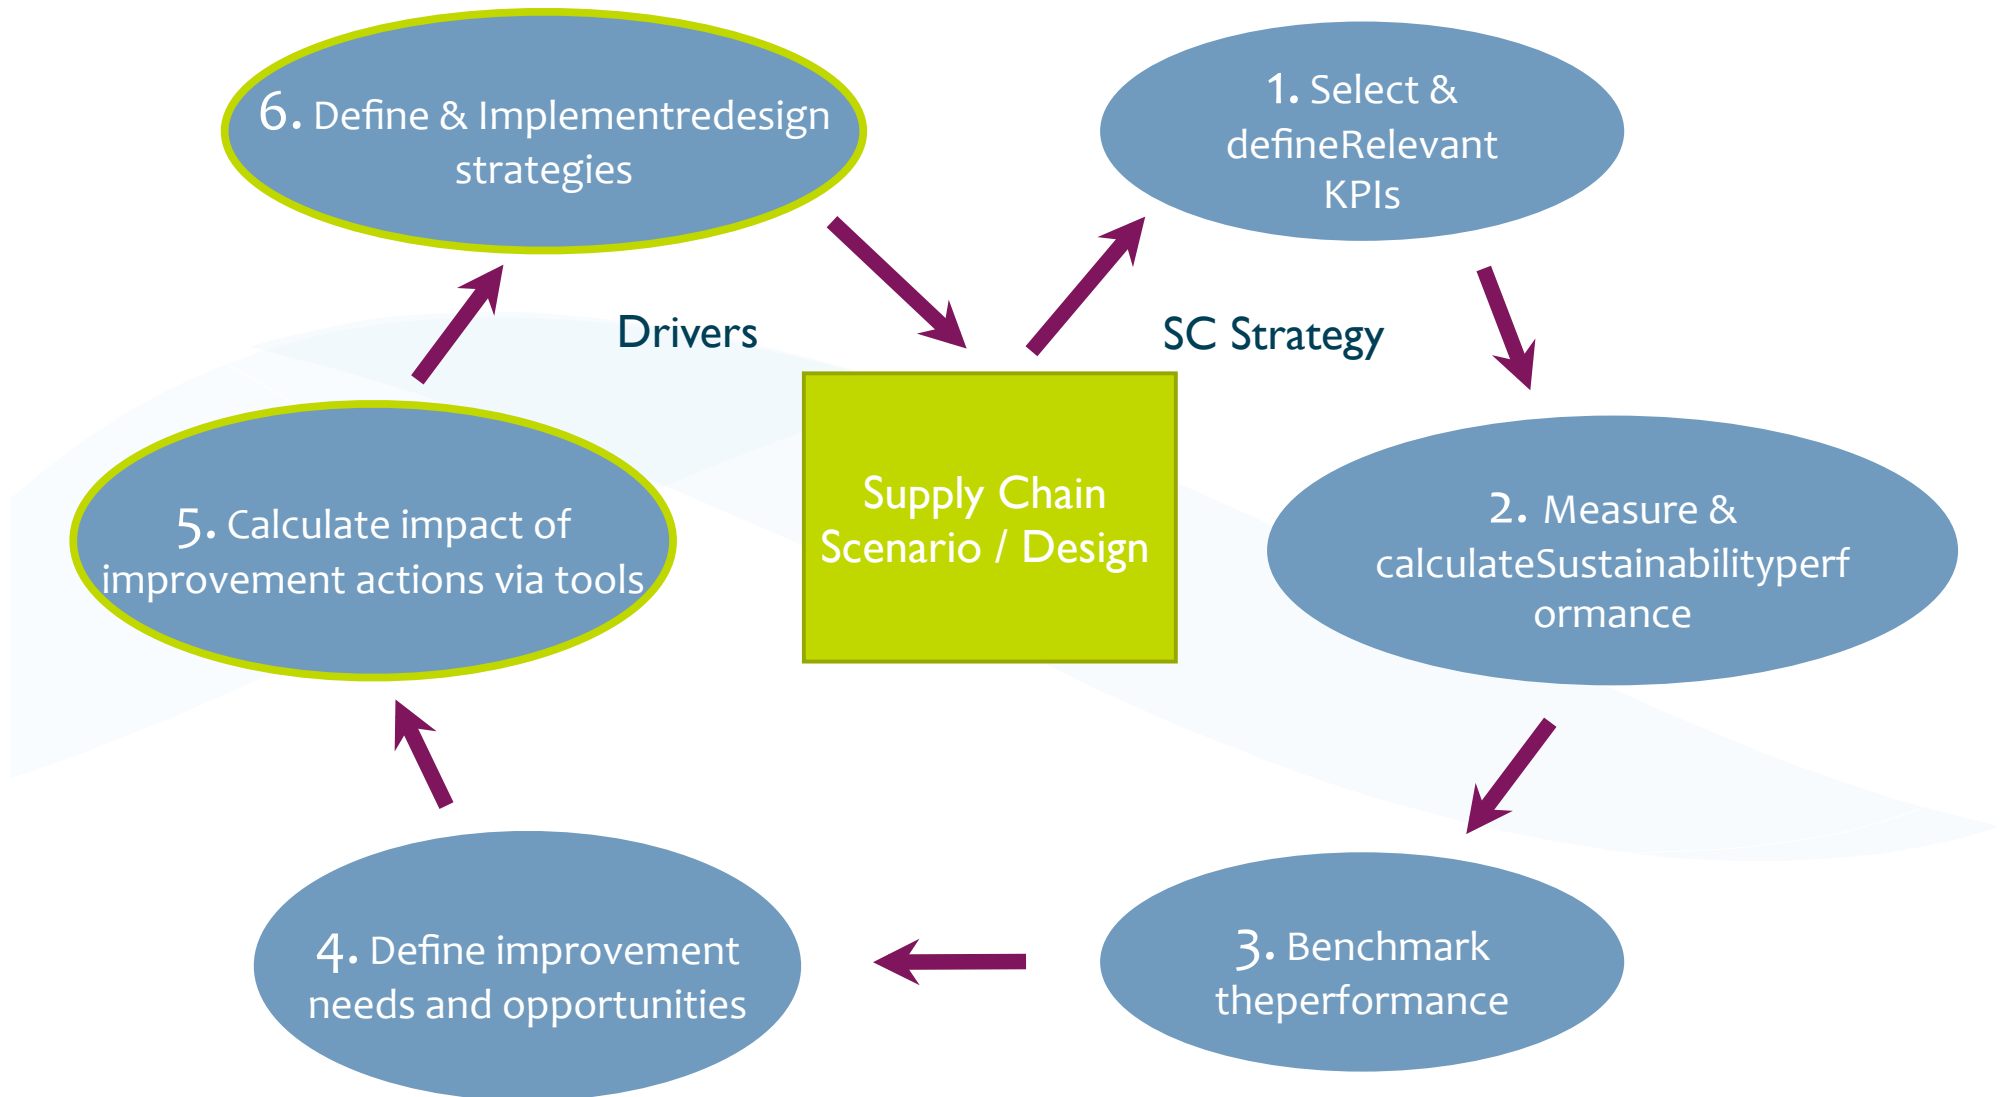 6. Define & Implementredesign
strategies
1. Select &
defineRelevant
KPIs
Drivers
SC Strategy
Supply Chain
Scenario / Design
5. Calculate impact of
improvement actions via tools
2. Measure &
calculateSustainabilityperf
ormance
4. Define improvement
needs and opportunities
3. Benchmark
theperformance